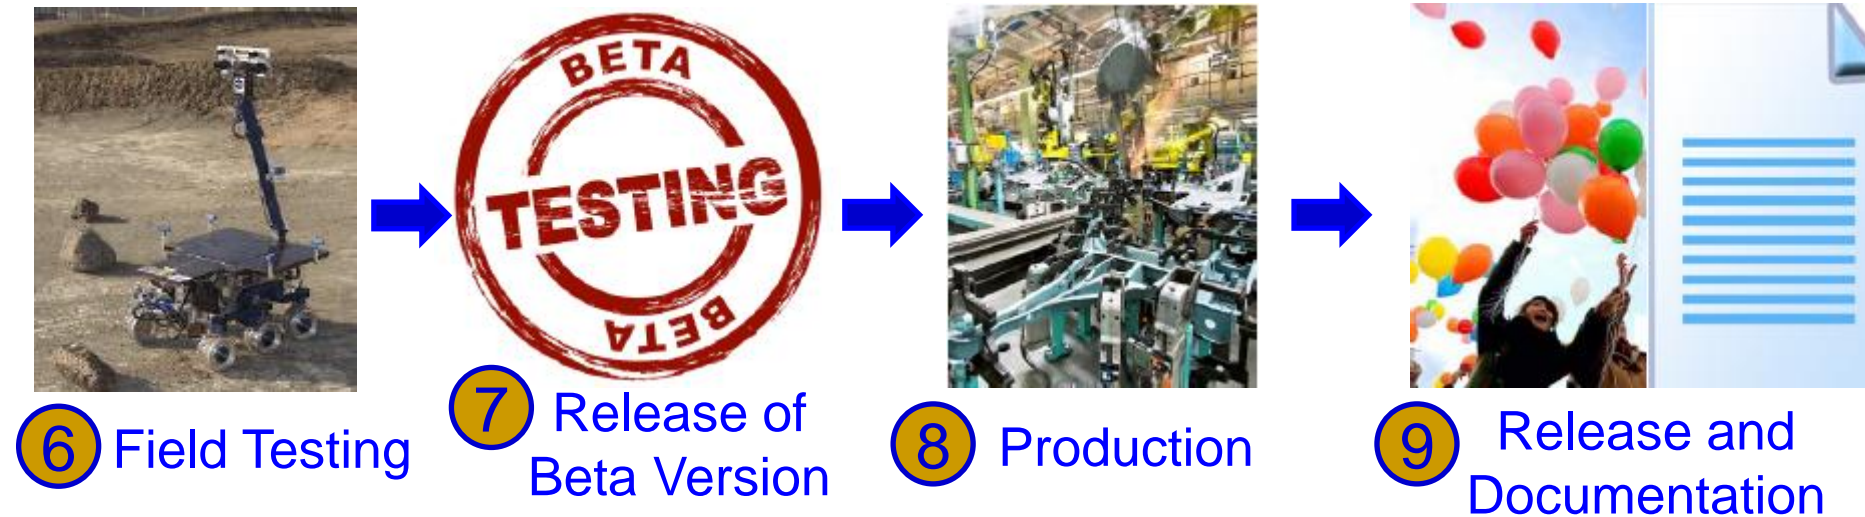 BETA
TESTING
BETA
6 Field Testing
7 Release of
Beta Version
8 Production
9 Release and
Documentation